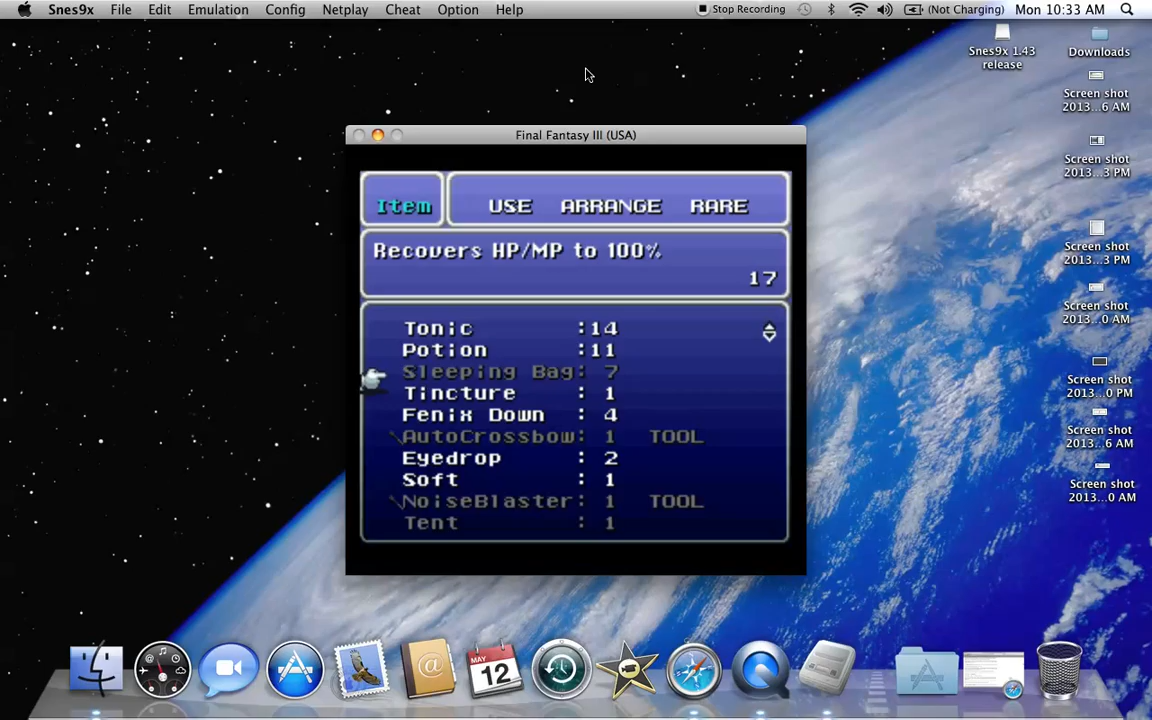 Snes9x File Edit Emulation Config Netplay Cheat Option Help Stop Recording (Not Charging) Mon 10:33 AM
Snes9x 1.43
release
Downloads
Screen shot
2013...6 AM
Screen shot
2013...3 PM
Screen shot
2013...3 PM
Screen shot
2013...0 AM
Screen shot
2013...0 PM
Screen shot
2013...6 AM
Screen shot
2013...0 AM
Final Fantasy III (USA)
Item USE ARRANGE RARE
Recovers HP/MP to 100%
17
Tonic :14
Potion :11
Sleeping Bag: 7
Tincture : 1
Fenix Down : 4
AutoCrossbow: 1 TOOL
Eyedrop : 2
Soft : 1
NoiseBlaster: 1 TOOL
Tent : 1
MAY
12